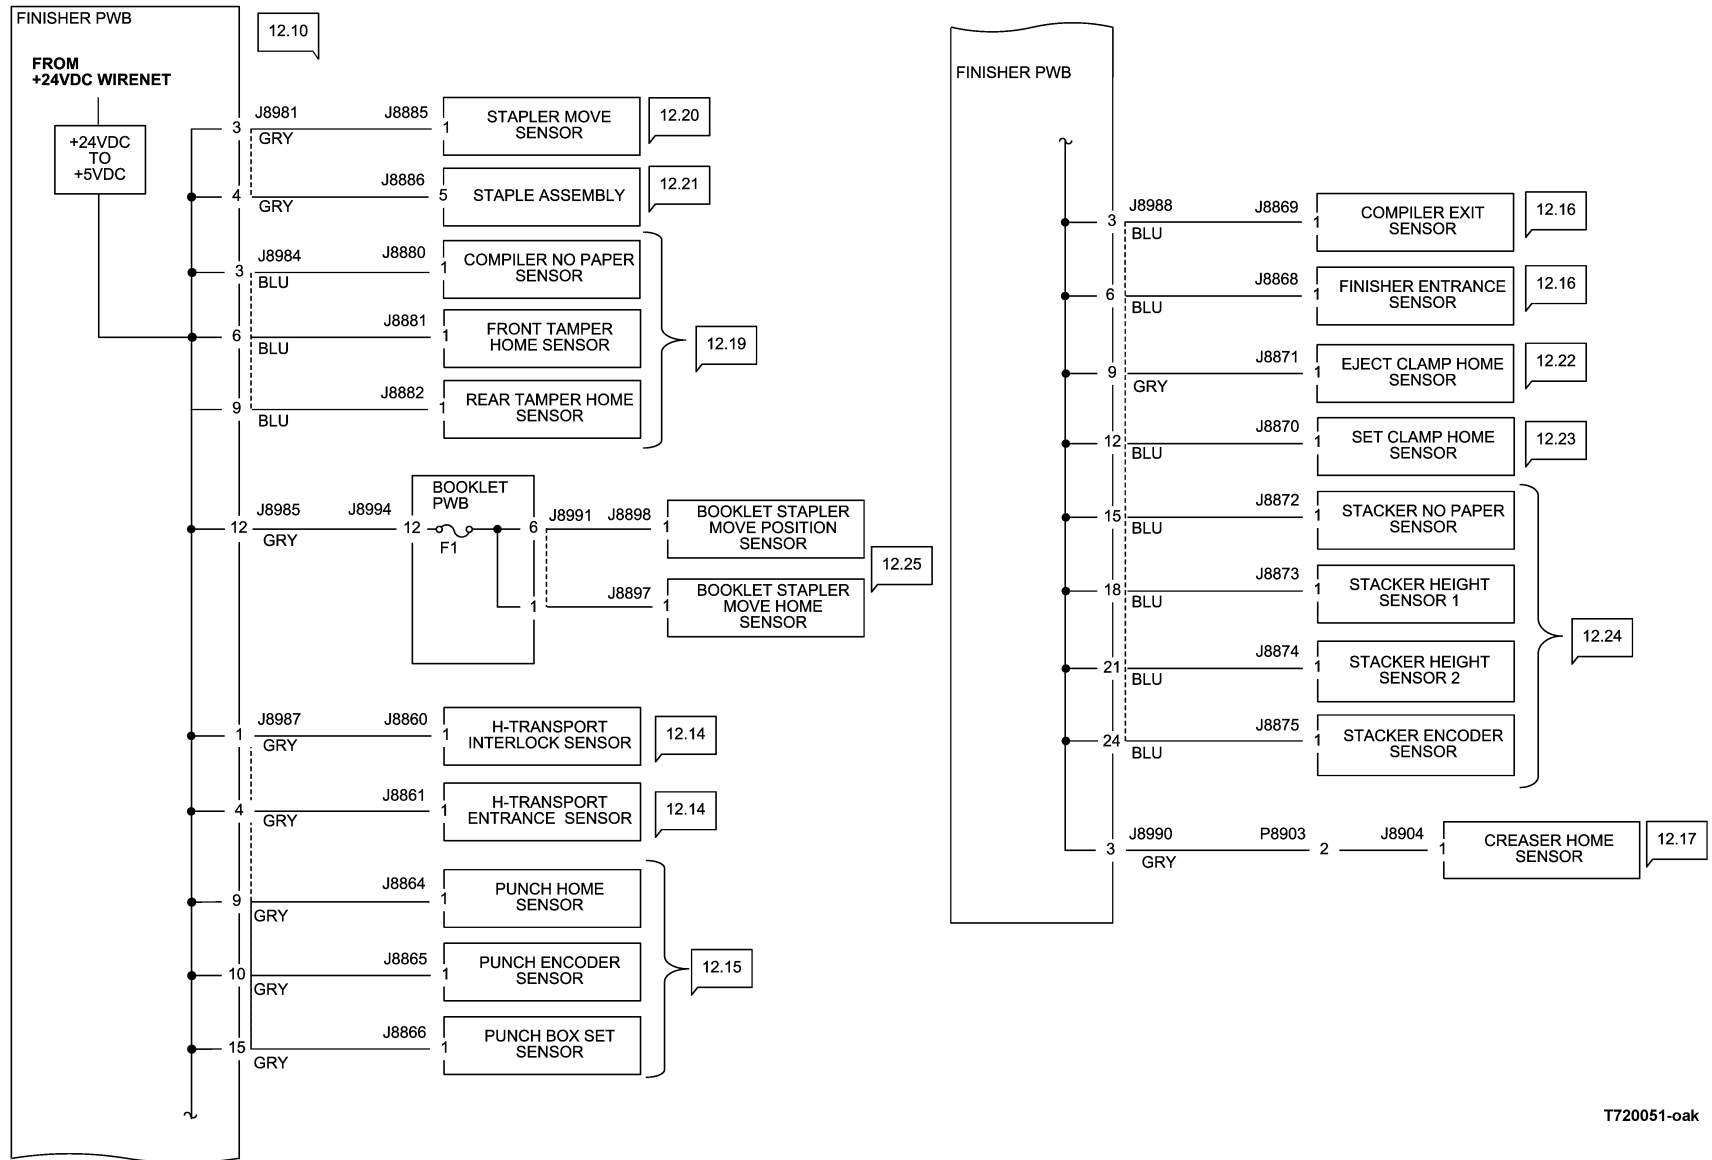 FINISHER PWB
12.10
FROM
+24VDC WIRENET
+24VDC
TO
+5VDC
3 J8981 GRY J8885 1
STAPLER MOVE
SENSOR
12.20
4 GRY J8886 5
STAPLE ASSEMBLY
12.21
3 J8984 BLU J8880 1
COMPILER NO PAPER
SENSOR
6 BLU J8881 1
FRONT TAMPER
HOME SENSOR
12.19
9 BLU J8882 1
REAR TAMPER HOME
SENSOR
12 J8985 GRY J8994 12
BOOKLET
PWB
F1
6 J8991 J8898 1
BOOKLET STAPLER
MOVE POSITION
SENSOR
12.25
1 J8897 1
BOOKLET STAPLER
MOVE HOME
SENSOR
1 J8987 GRY J8860 1
H-TRANSPORT
INTERLOCK SENSOR
12.14
4 GRY J8861 1
H-TRANSPORT
ENTRANCE SENSOR
12.14
9 GRY J8864 1
PUNCH HOME
SENSOR
10 GRY J8865 1
PUNCH ENCODER
SENSOR
12.15
15 GRY J8866 1
PUNCH BOX SET
SENSOR
FINISHER PWB
3 J8988 BLU J8869 1
COMPILER EXIT
SENSOR
12.16
6 BLU J8868 1
FINISHER ENTRANCE
SENSOR
12.16
9 GRY J8871 1
EJECT CLAMP HOME
SENSOR
12.22
12 BLU J8870 1
SET CLAMP HOME
SENSOR
12.23
15 BLU J8872 1
STACKER NO PAPER
SENSOR
18 BLU J8873 1
STACKER HEIGHT
SENSOR 1
12.24
21 BLU J8874 1
STACKER HEIGHT
SENSOR 2
24 BLU J8875 1
STACKER ENCODER
SENSOR
3 J8990 GRY P8903 2 J8904 1
CREASER HOME
SENSOR
12.17
T720051-oak